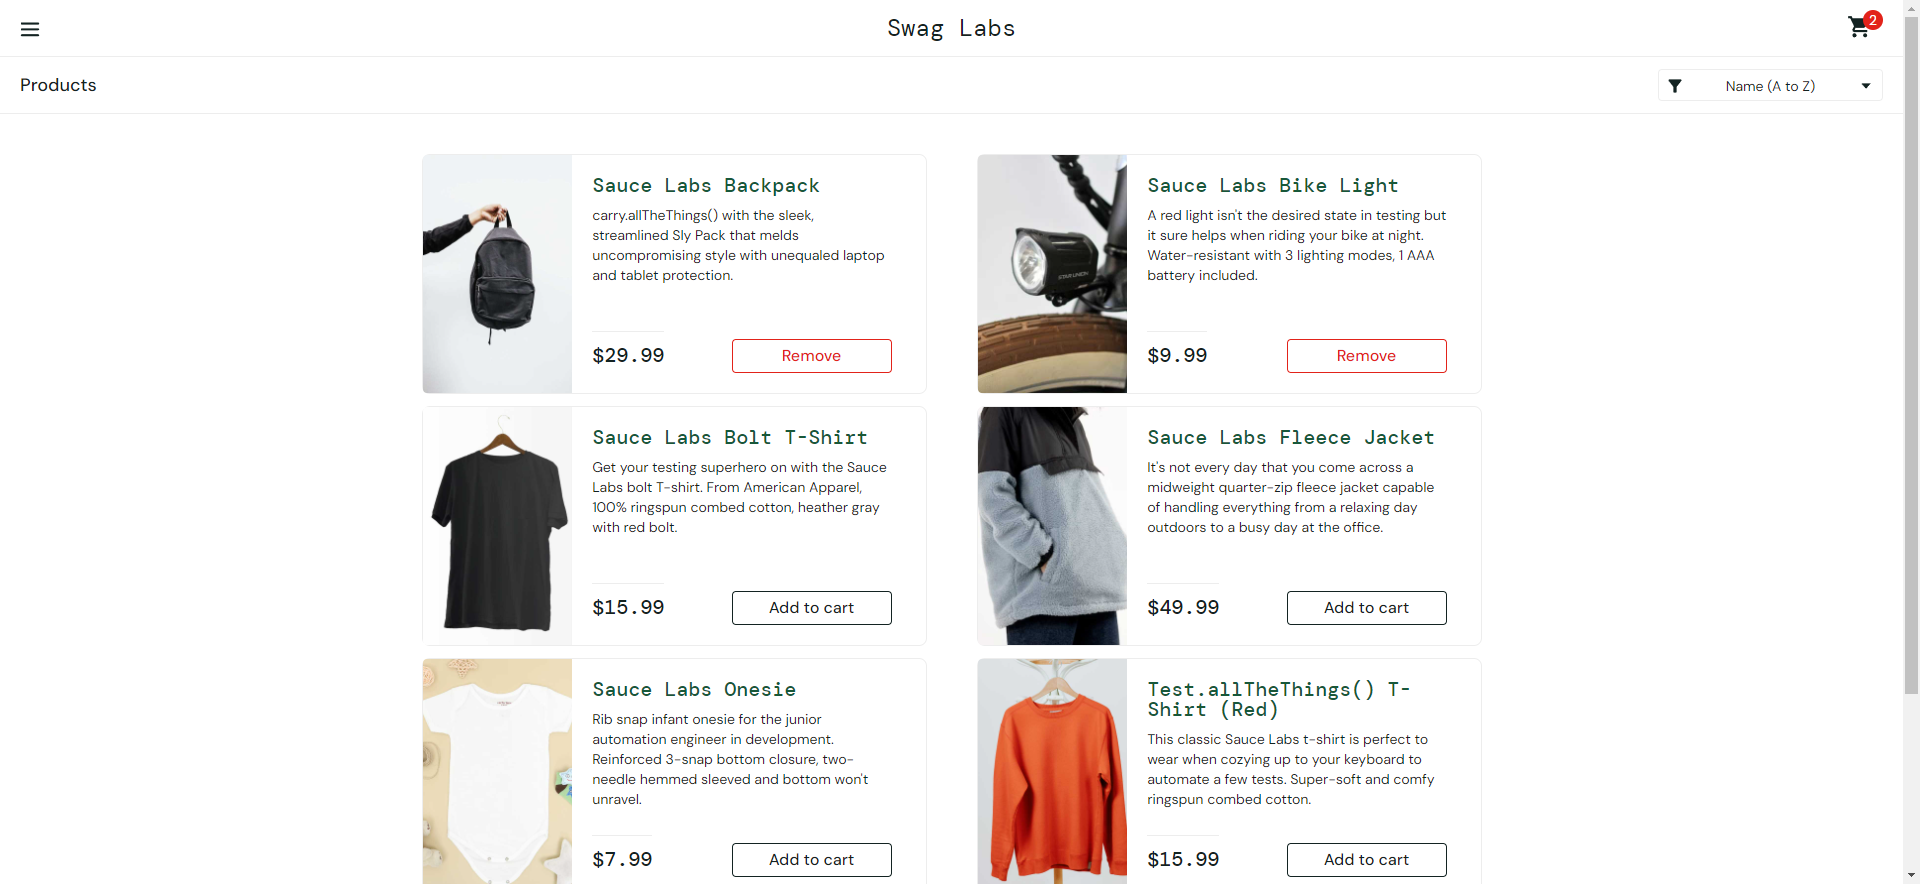 Swag Labs
2
Products
Name (A to Z)
Sauce Labs Backpack
carry.allTheThings() with the sleek,
streamlined Sly Pack that melds
uncompromising style with unequaled laptop
and tablet protection.
$29.99
Remove
Sauce Labs Bike Light
A red light isn't the desired state in testing but
it sure helps when riding your bike at night.
Water-resistant with 3 lighting modes, 1 AAA
battery included.
STAR UNION
$9.99
Remove
Sauce Labs Bolt T-Shirt
Get your testing superhero on with the Sauce
Labs bolt T-shirt. From American Apparel,
100% ringspun combed cotton, heather gray
with red bolt.
$15.99
Add to cart
Sauce Labs Fleece Jacket
It's not every day that you come across a
midweight quarter-zip fleece jacket capable
of handling everything from a relaxing day
outdoors to a busy day at the office.
$49.99
Add to cart
Sauce Labs Onesie
Rib snap infant onesie for the junior
automation engineer in development.
Reinforced 3-snap bottom closure, two-
needle hemmed sleeved and bottom won't
unravel.
$7.99
Add to cart
Test.allTheThings() T-
Shirt (Red)
This classic Sauce Labs t-shirt is perfect to
wear when cozying up to your keyboard to
automate a few tests. Super-soft and comfy
ringspun combed cotton.
$15.99
Add to cart